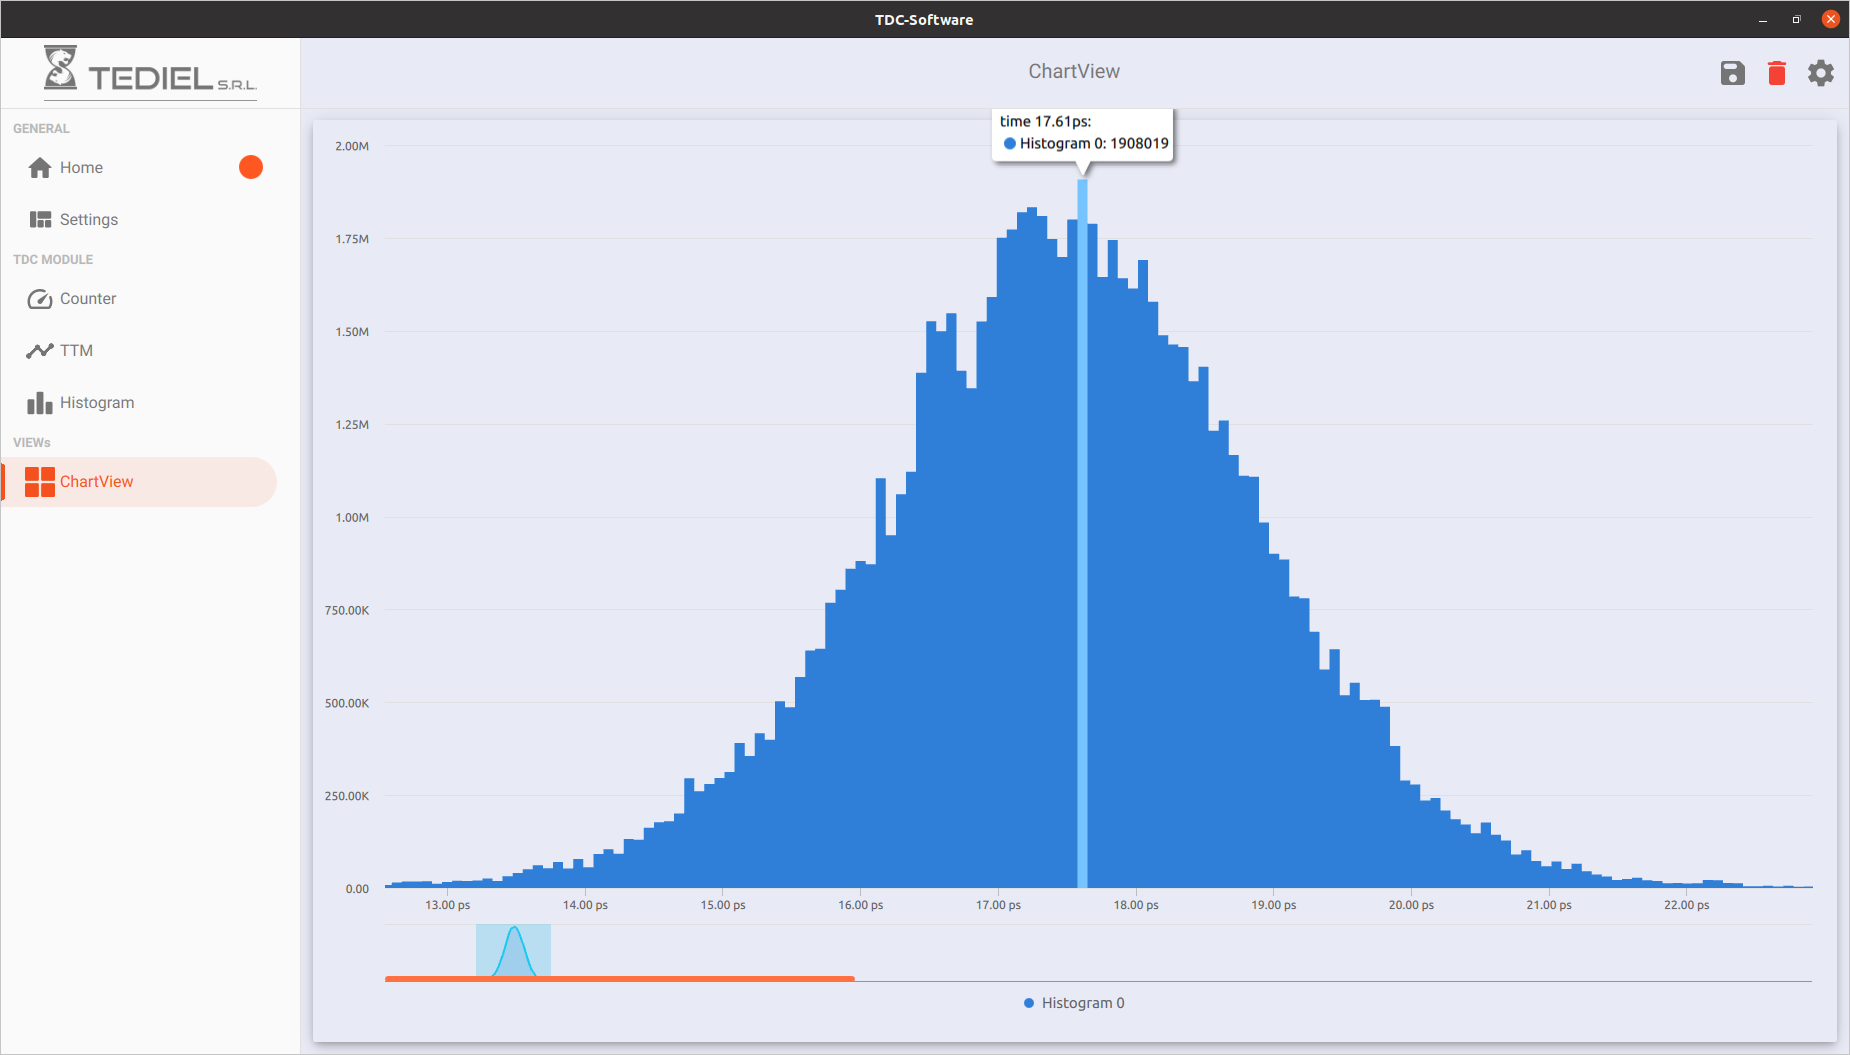 TDC-Software
TEDIEL S.R.L.
ChartView
GENERAL
Home
Settings
TDC MODULE
Counter
TTM
Histogram
VIEWs
ChartView
time 17.61ps:
Histogram 0: 1908019
2.00M
1.75M
1.50M
1.25M
1.00M
750.00K
500.00K
250.00K
0.00
13.00 ps 14.00 ps 15.00 ps 16.00 ps 17.00 ps 18.00 ps 19.00 ps 20.00 ps 21.00 ps 22.00 ps
Histogram 0